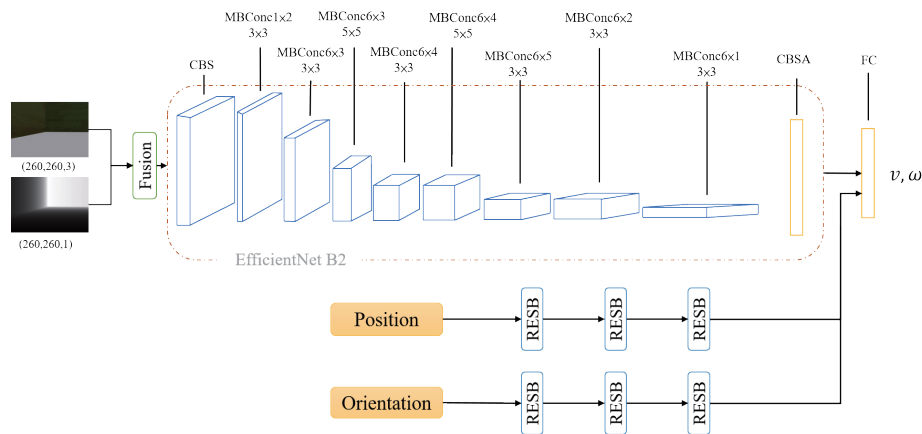 MBConc1×2
3×3
MBConc6×3
5×5
MBConc6×4
5×5
MBConc6×2
3×3
CBS
MBConc6×3
3×3
MBConc6×4
3×3
MBConc6×5
3×3
MBConc6×1
3×3
CBSA
FC
(260,260,3)
Fusion
(260,260,1)
υ, ω
EfficientNet B2
Position
RESB
RESB
RESB
Orientation
RESB
RESB
RESB